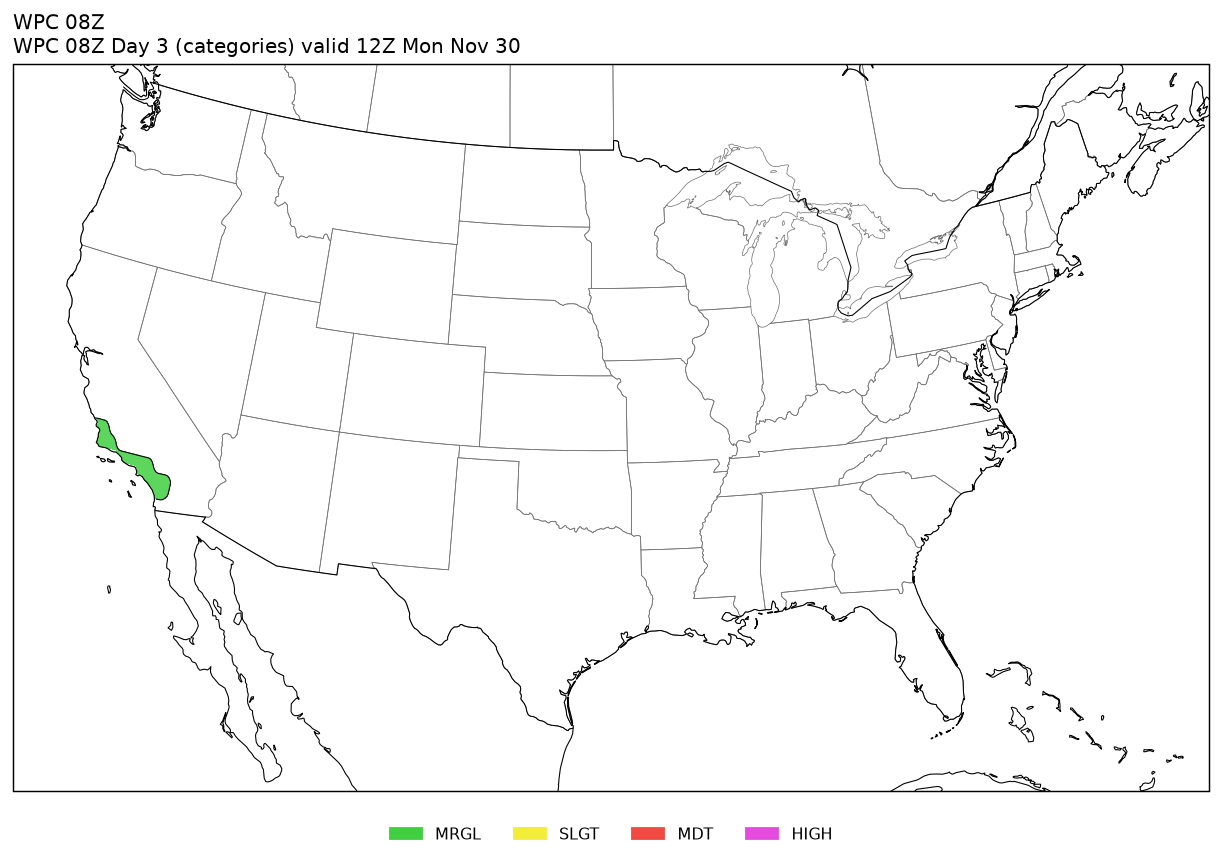 WPC 08Z
WPC 08Z Day 3 (categories) valid 12Z Mon Nov 30
MRGL SLGT MDT HIGH